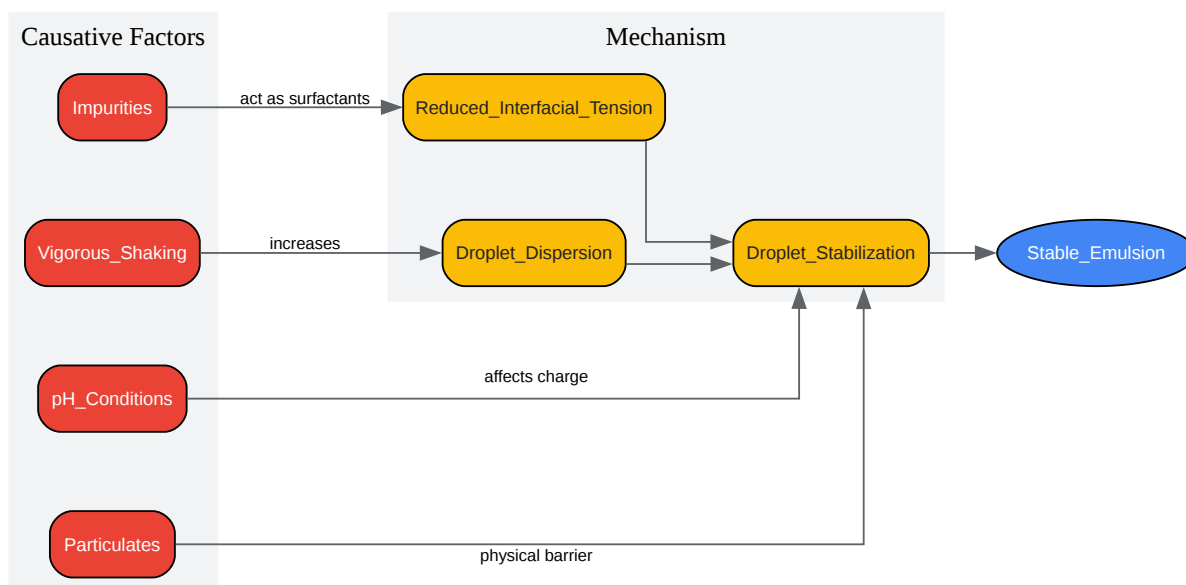 Causative Factors
Mechanism
Impurities
act as surfactants
Reduced_Interfacial_Tension
Vigorous_Shaking
increases
Droplet_Dispersion
Droplet_Stabilization
Stable_Emulsion
pH_Conditions
affects charge
Particulates
physical barrier